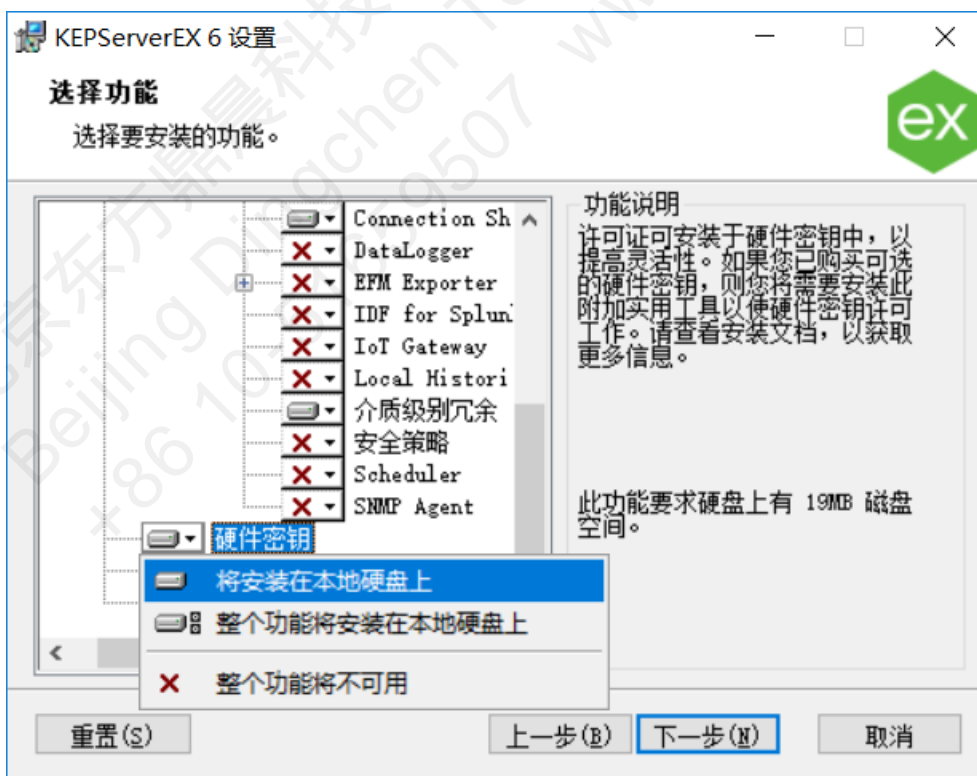 KEPServerEX 6 设置
选择功能
选择要安装的功能。
ex
Connection Sh
DataLogger
EFM Exporter
IDF for Splun
IoT Gateway
Local Histori
介质级别冗余
安全策略
Scheduler
SNMP Agent
硬件密钥
将安装在本地硬盘上
整个功能将安装在本地硬盘上
整个功能将不可用
功能说明
许可证可安装于硬件密钥中，以
提高灵活性。如果您已购买可选
的硬件密钥，则您将需要安装此
附加实用工具以使硬件密钥许可
工作。请查看安装文档，以获取
更多信息。
此功能要求硬盘上有 19MB 磁盘
空间。
重置(S)
上一步(B)
下一步(N)
取消